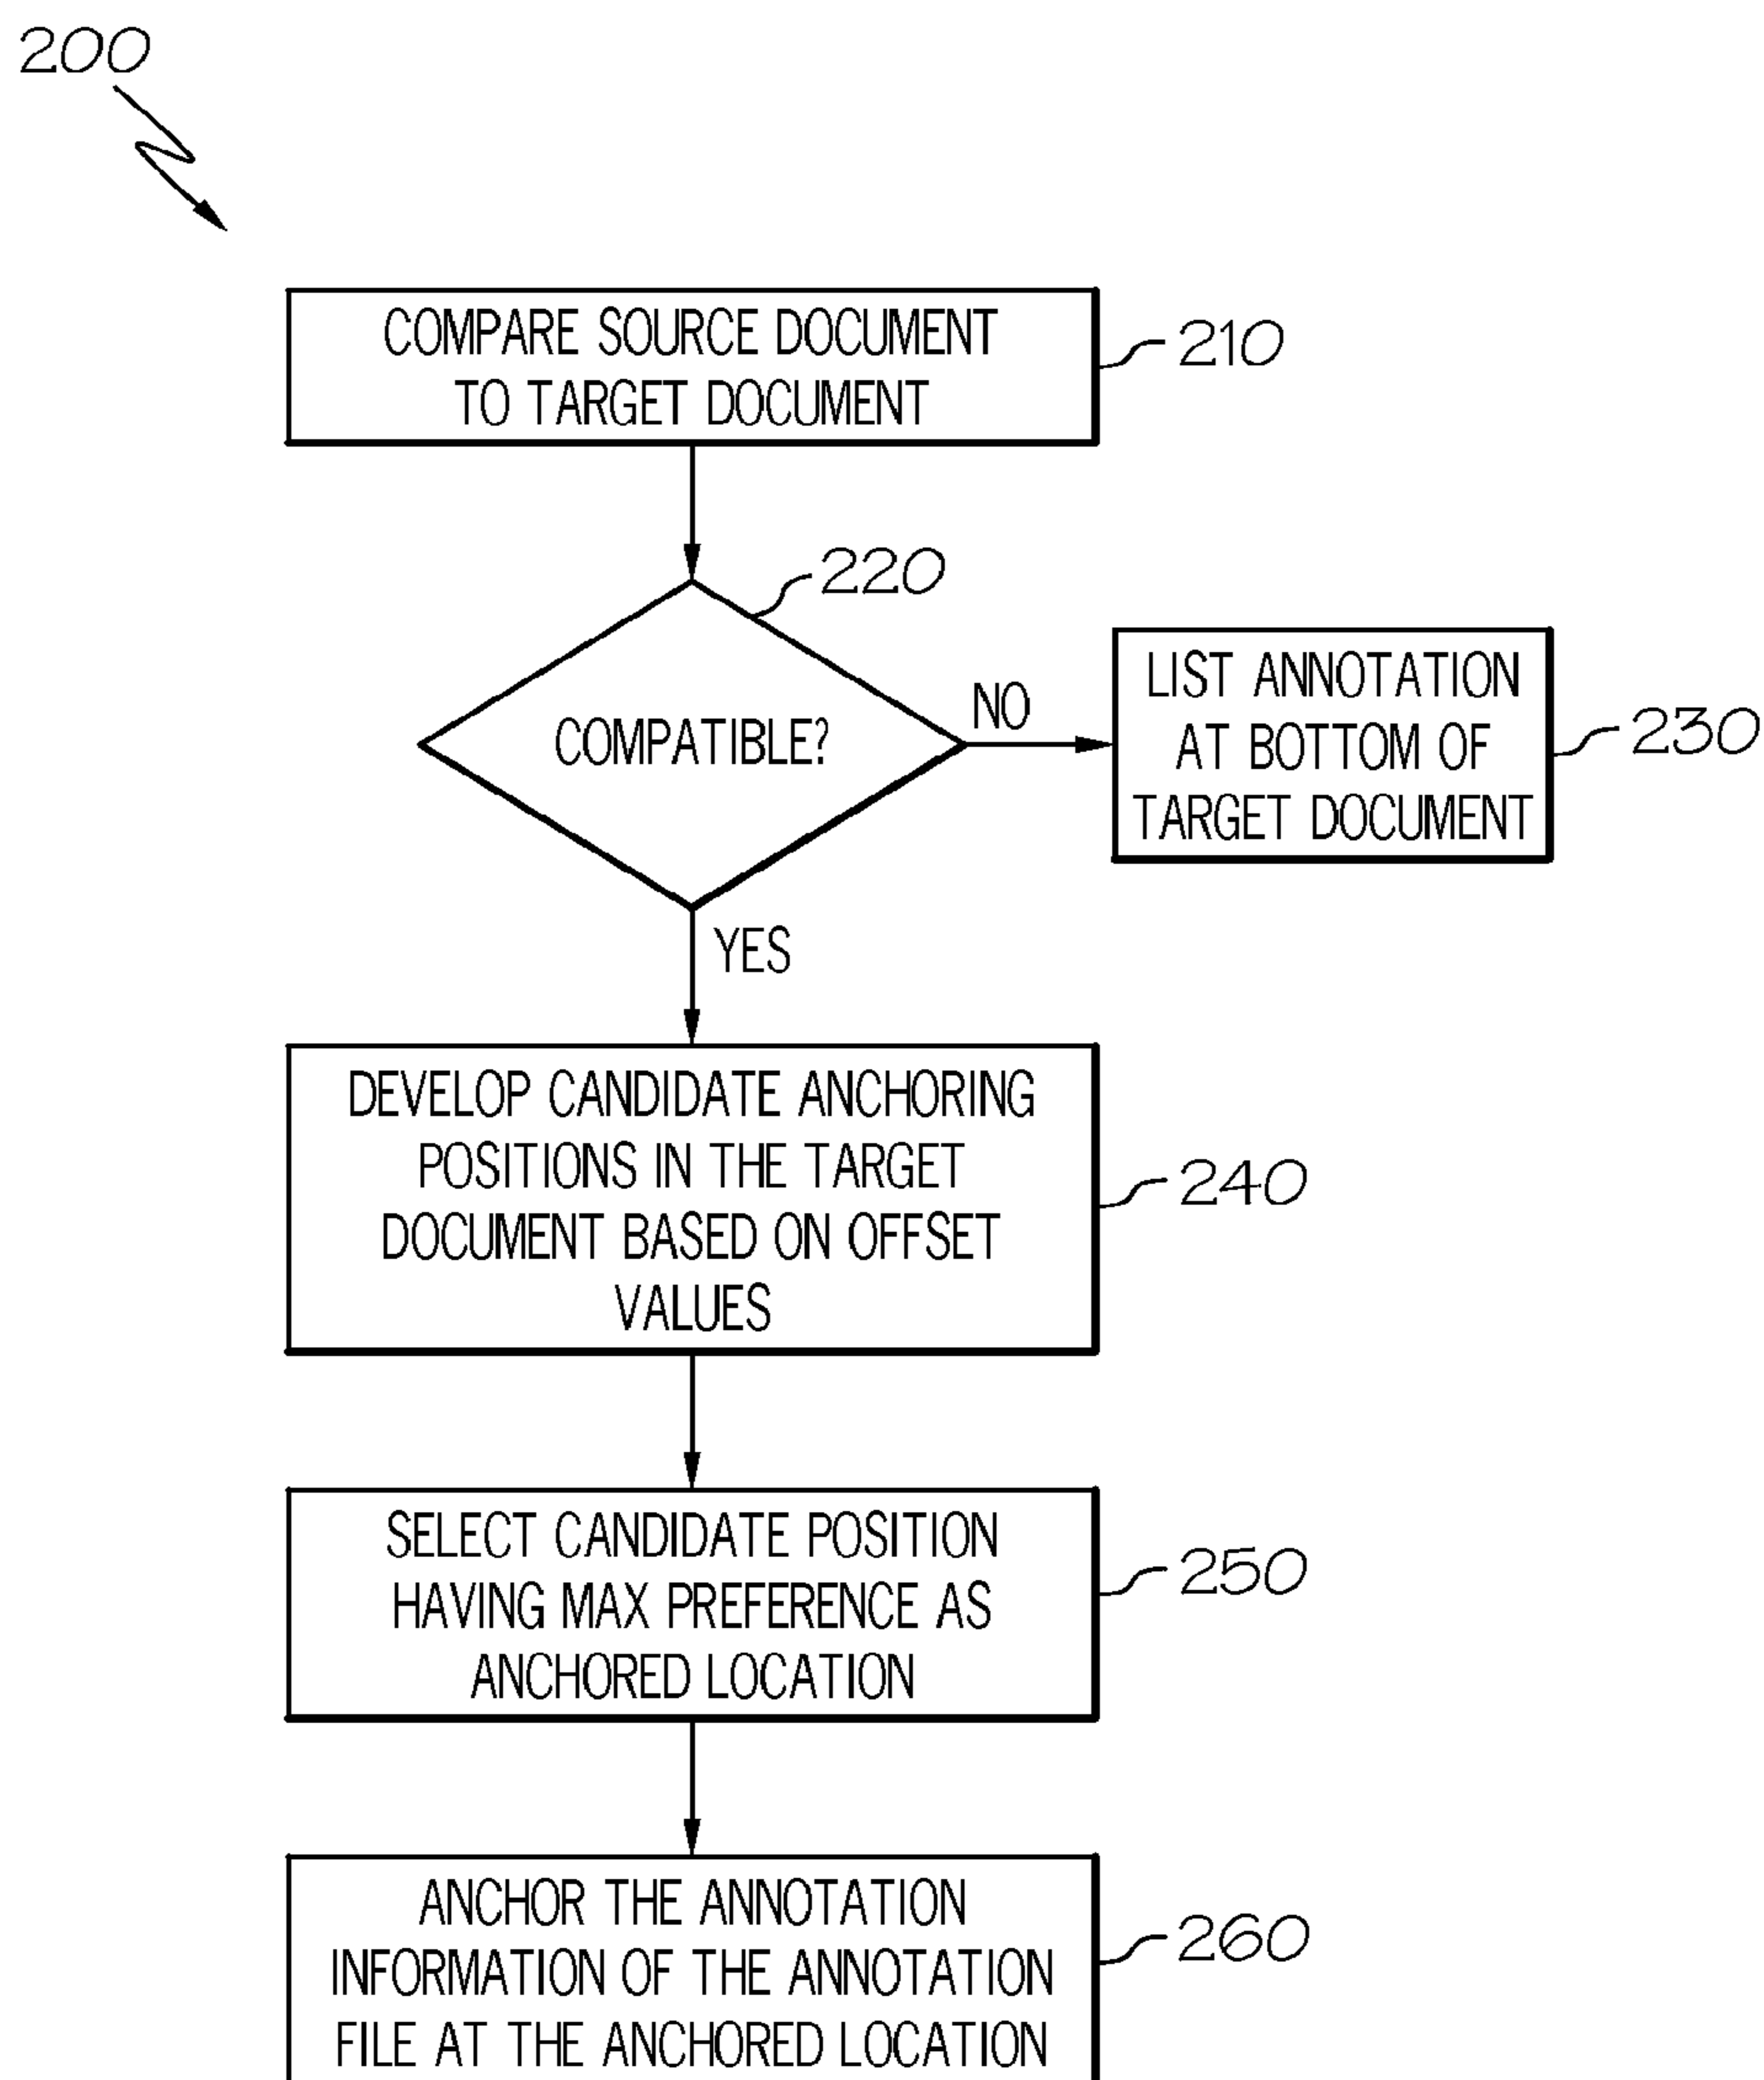 200
COMPARE SOURCE DOCUMENT
TO TARGET DOCUMENT
210
220
COMPATIBLE?
NO
LIST ANNOTATION
AT BOTTOM OF
TARGET DOCUMENT
230
YES
DEVELOP CANDIDATE ANCHORING
POSITIONS IN THE TARGET
DOCUMENT BASED ON OFFSET
VALUES
240
SELECT CANDIDATE POSITION
HAVING MAX PREFERENCE AS
ANCHORED LOCATION
250
ANCHOR THE ANNOTATION
INFORMATION OF THE ANNOTATION
FILE AT THE ANCHORED LOCATION
260